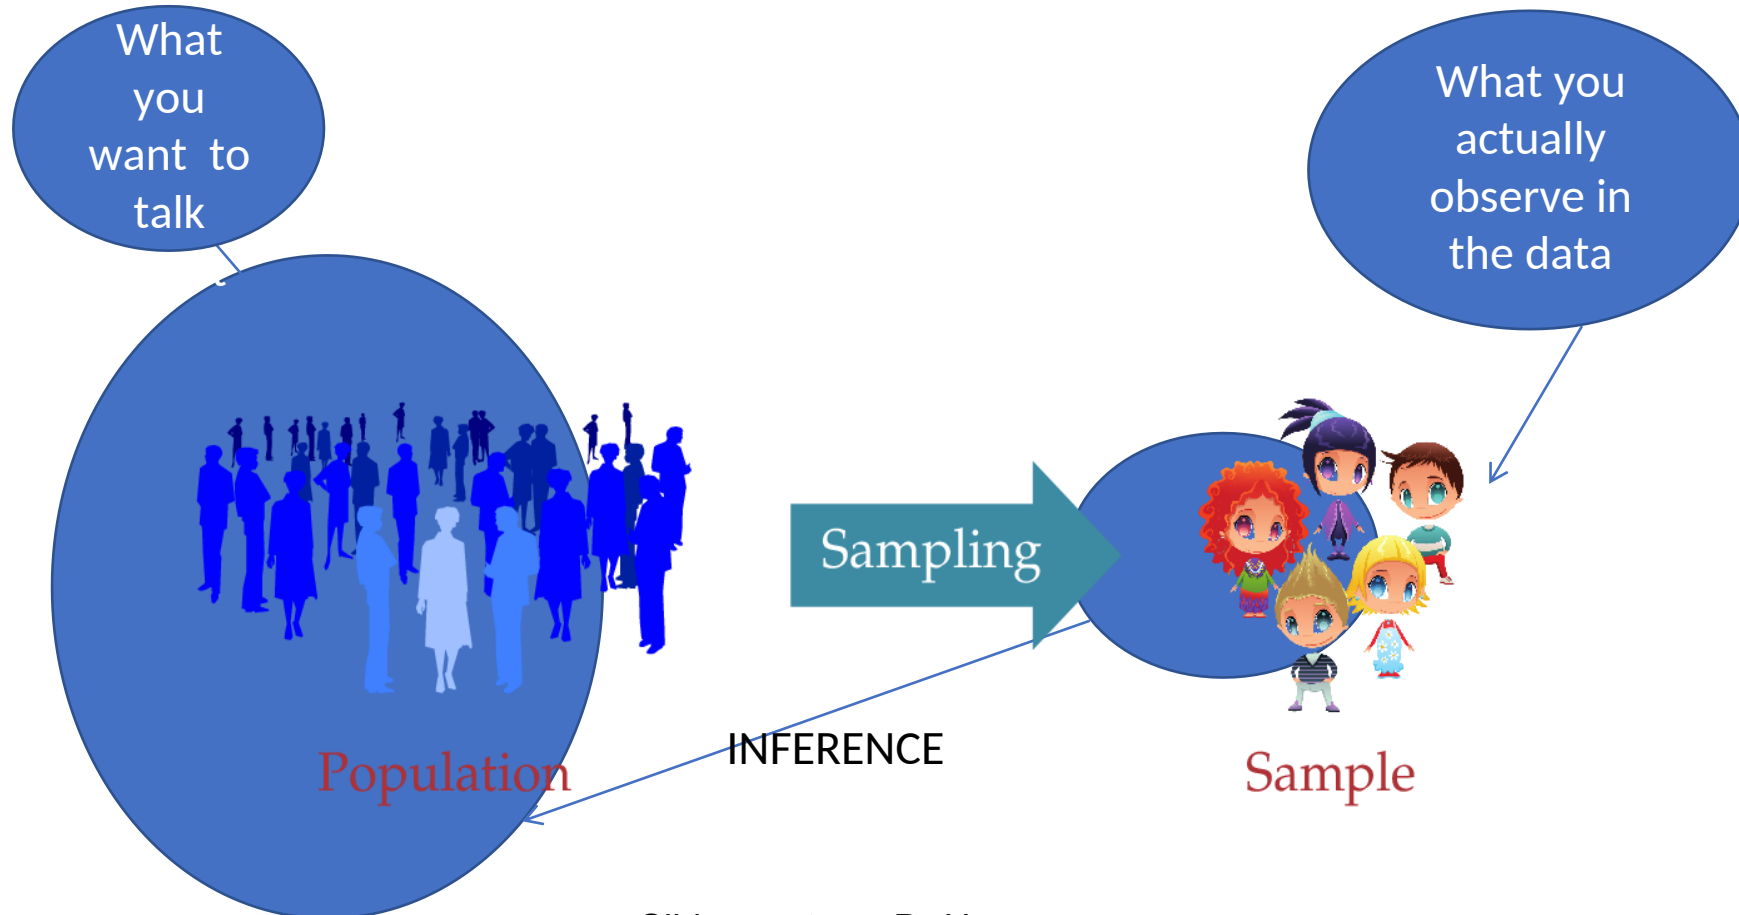 What
you
want to
talk
What you
actually
observe in
the data
Sampling
INFERENCE
Population
Sample